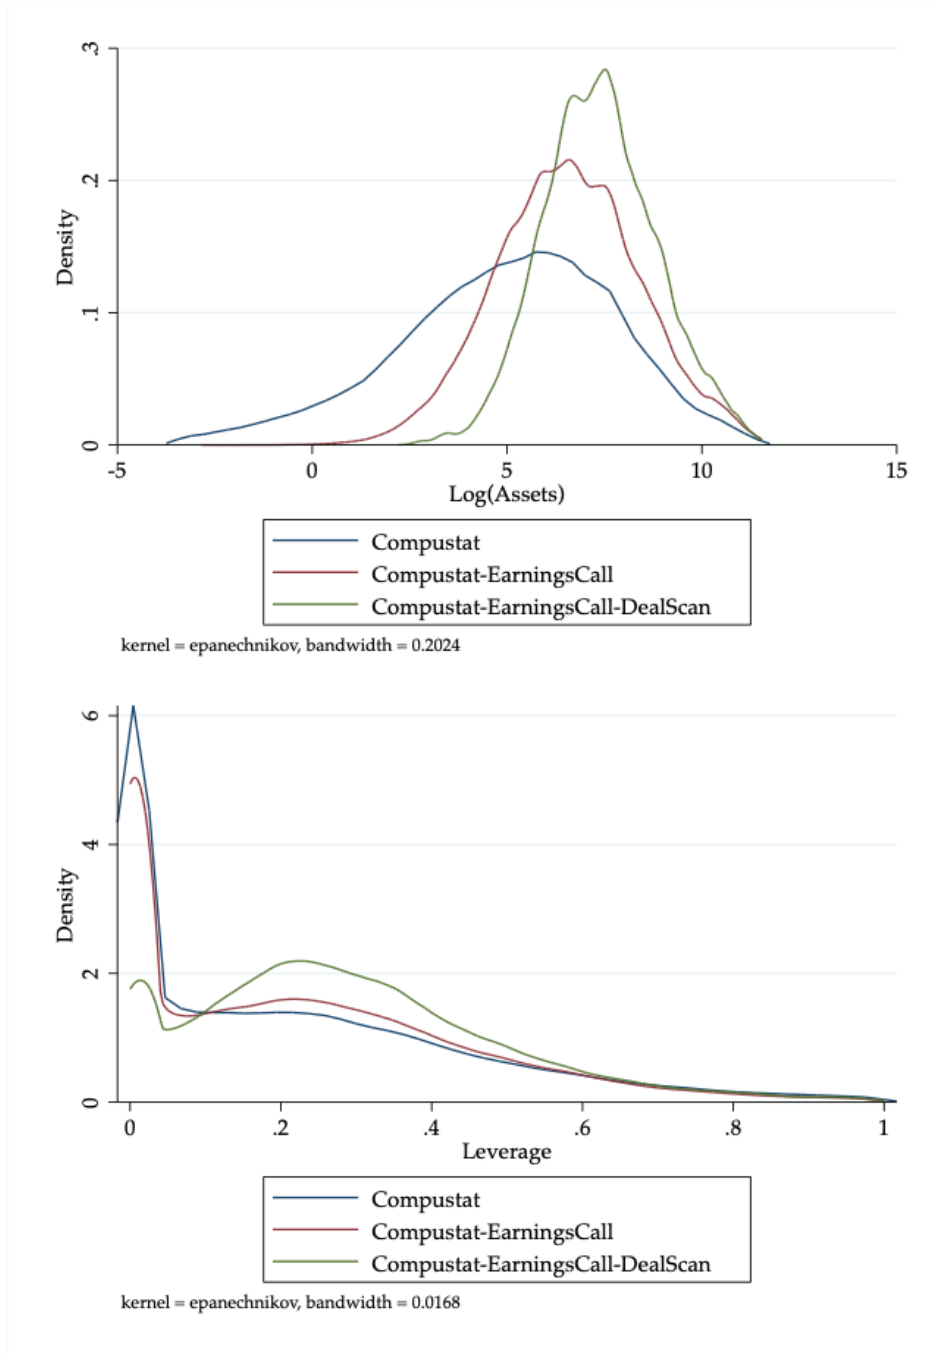 .3
.2
.1
0
Density
-5 0 5 10 15
Log(Assets)
Compustat
Compustat-EarningsCall
Compustat-EarningsCall-DealScan
kernel = epanechnikov, bandwidth = 0.2024
6
4
2
0
Density
0 .2 .4 .6 .8 1
Leverage
Compustat
Compustat-EarningsCall
Compustat-EarningsCall-DealScan
kernel = epanechnikov, bandwidth = 0.0168